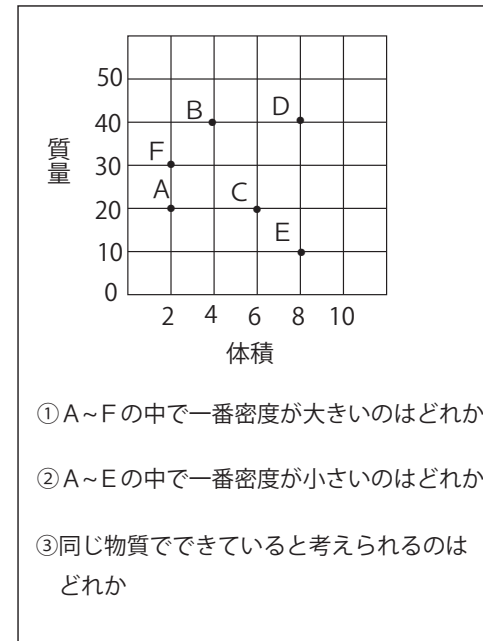 50
40
30
20
10
0
質量
B
D
F
A
C
E
2 4 6 8 10
体積
①A~Fの中で一番密度が大きいのはどれか
②A~Eの中で一番密度が小さいのはどれか
③同じ物質でできていると考えられるのは
どれか